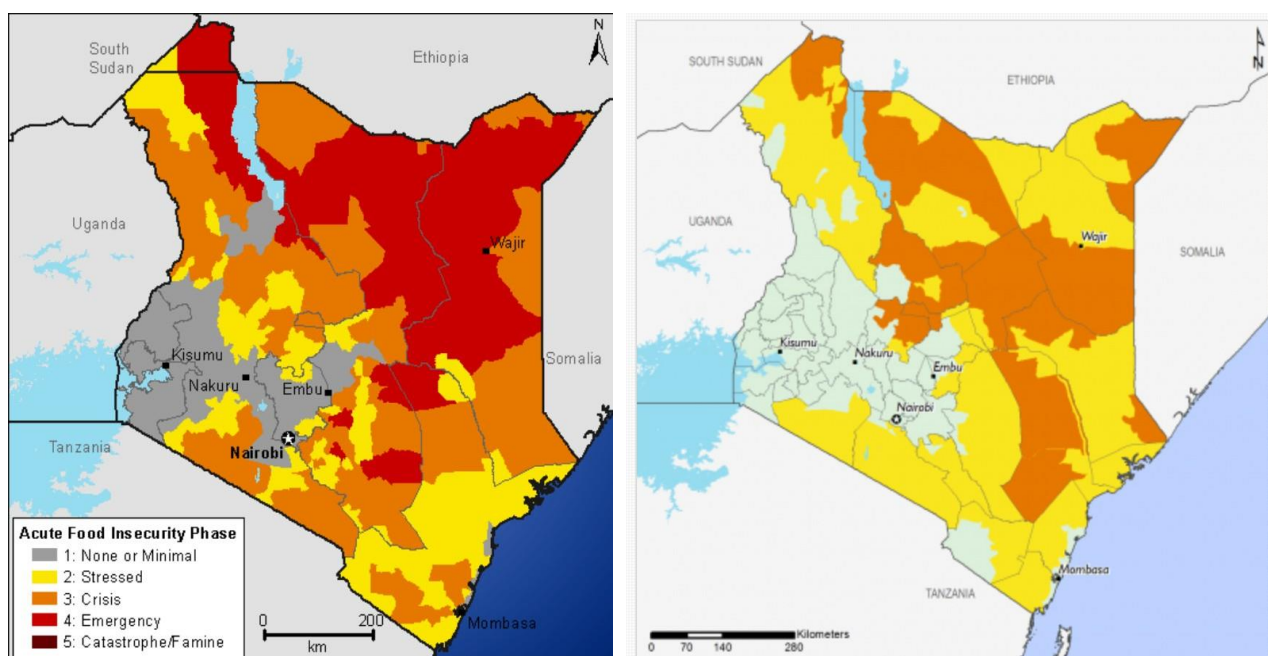 N
South
Sudan
Ethiopia
Uganda
Wajir
Somalia
Kisumu
Nakuru
Embu
Tanzania
Nairobi
Mombasa
Acute Food Insecurity Phase
1: None or Minimal
2: Stressed
3: Crisis
4: Emergency
5: Catastrophe/Famine
0 200
km
N
SOUTH SUDAN
ETHIOPIA
UGANDA
Wajir
SOMALIA
Kisumu
Nakuru
Embu
Nairobi
Mombasa
TANZANIA
Kilometers
0 70 140 280